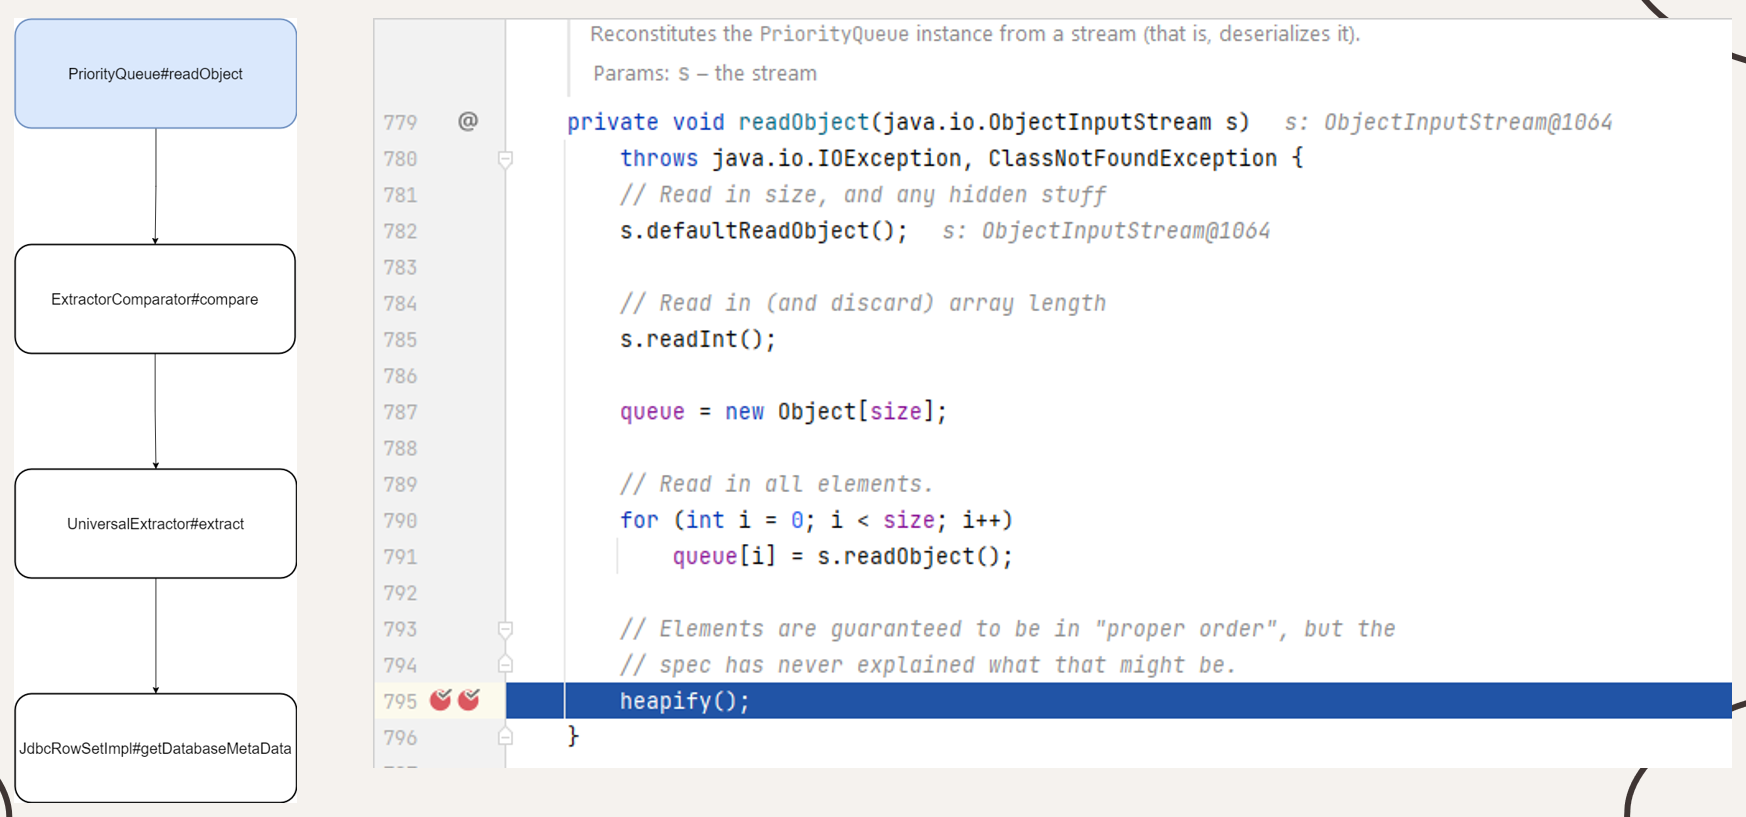 PriorityQueue#readObject
ExtractorComparator#compare
UniversalExtractor#extract
JdbcRowSetImpl#getDatabaseMetaData
Reconstitutes the PriorityQueue instance from a stream (that is, deserializes it).
Params: s – the stream
779 @ private void readObject(java.io.ObjectInputStream s) s: ObjectInputStream@1064
780 throws java.io.IOException, ClassNotFoundException {
781 // Read in size, and any hidden stuff
782 s.defaultReadObject(); s: ObjectInputStream@1064
783
784 // Read in (and discard) array length
785 s.readInt();
786
787 queue = new Object[size];
788
789 // Read in all elements.
790 for (int i = 0; i < size; i++)
791 queue[i] = s.readObject();
792
793 // Elements are guaranteed to be in "proper order", but the
794 // spec has never explained what that might be.
795 heapify();
796 }